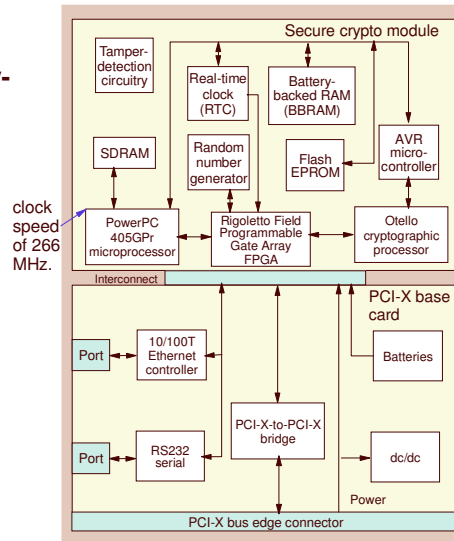 Secure crypto module
Tamper-
detection
circuitry
Real-time
clock
(RTC)
Battery-
backed RAM
(BBRAM)
-
SDRAM
Random
number
generator
Flash
EPROM
AVR
micro-
controller
clock
speed
of 266
MHz.
PowerPC
405GPr
microprocessor
Rigoletto Field
Programmable
Gate Array
FPGA
Otello
cryptographic
processor
Interconnect
PCI-X base
card
Port
10/100T
Ethernet
controller
Batteries
Port
RS232
serial
PCI-X-to-PCI-X
bridge
dc/dc
Power
PCI-X bus edge connector